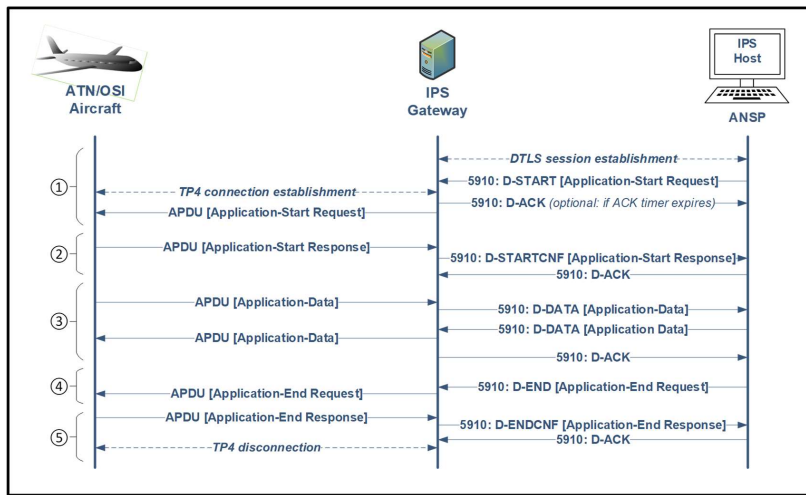 ATN/OSI
Aircraft
IPS
Gateway
IPS
Host
ANSP
①
DTLS session establishment
5910: D-START [Application-Start Request]
TP4 connection establishment
5910: D-ACK (optional: if ACK timer expires)
APDU [Application-Start Request]
②
APDU [Application-Start Response]
5910: D-STARTCNF [Application-Start Response]
5910: D-ACK
③
APDU [Application-Data]
5910: D-DATA [Application-Data]
5910: D-DATA [Application Data]
APDU [Application-Data]
5910: D-ACK
④
5910: D-END [Application-End Request]
APDU [Application-End Request]
⑤
APDU [Application-End Response]
5910: D-ENDCNF [Application-End Response]
5910: D-ACK
TP4 disconnection